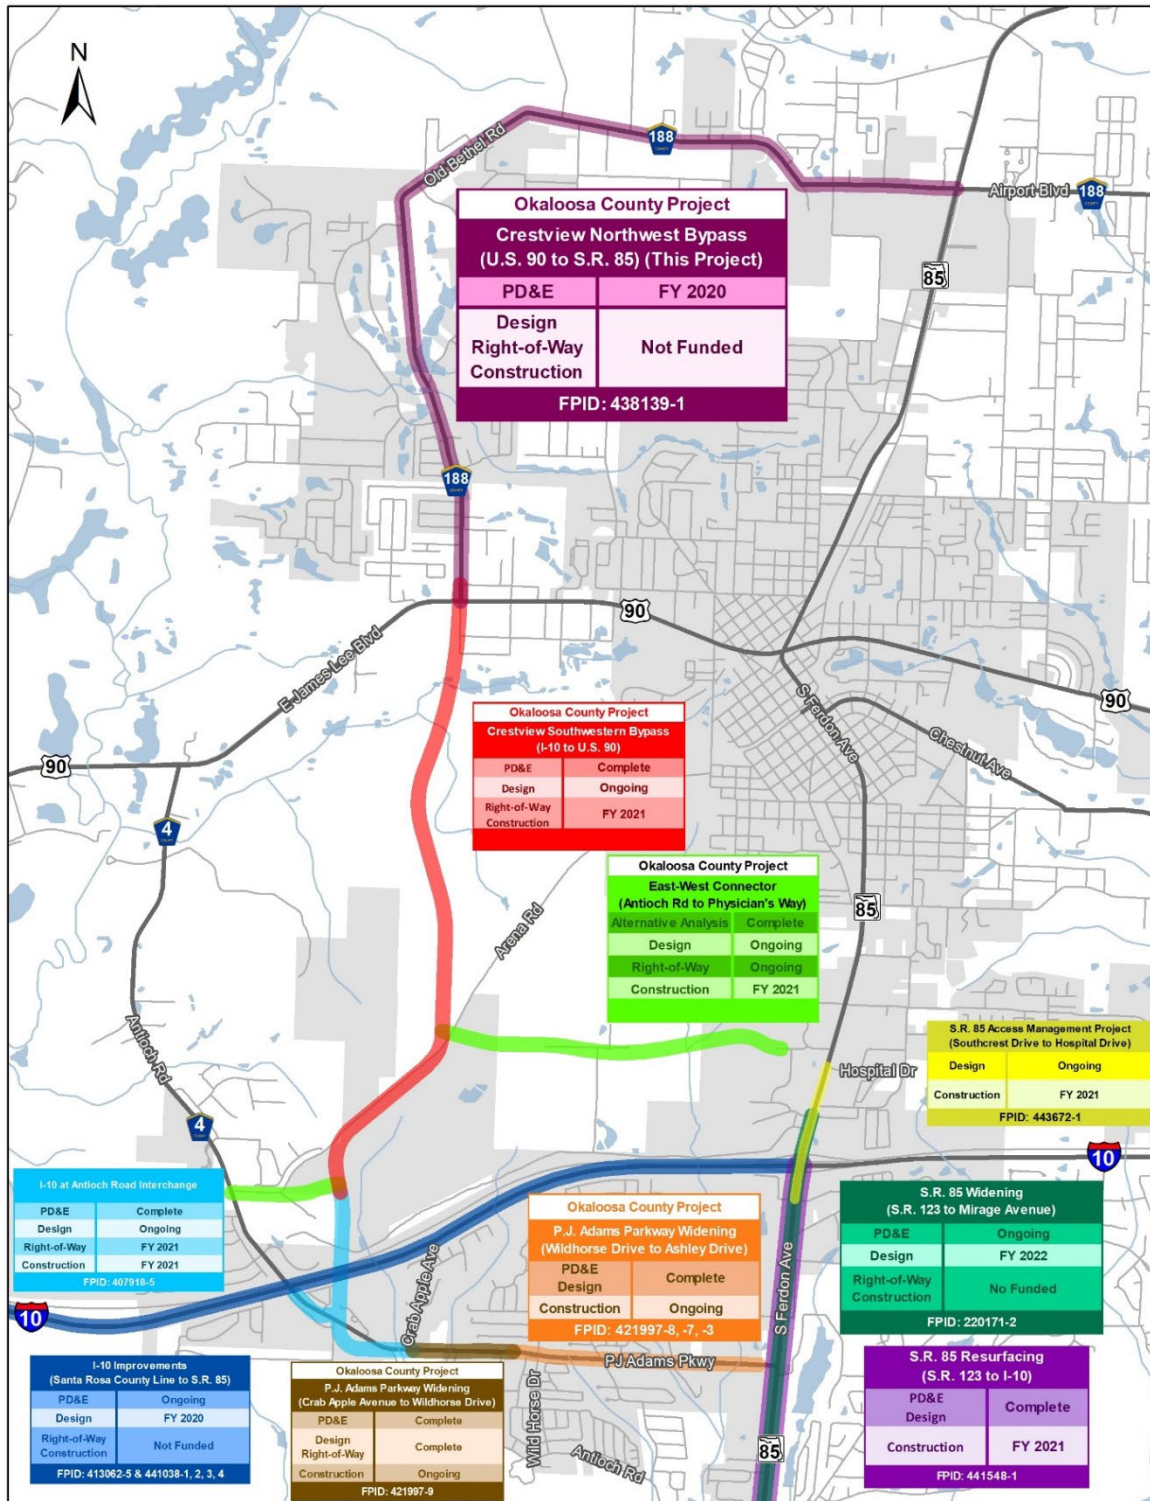 N
188
COUNTY
Old Bethel Rd
Airport Blvd
188
COUNTY
Okaloosa County Project
Crestview Northwest Bypass
(U.S. 90 to S.R. 85) (This Project)
PD&E FY 2020
Design
Right-of-Way
Construction
Not Funded
FPID: 438139-1
85
188
COUNTY
90
E James Lee Blvd
90
90
S Ferdon Ave
Chestnut Ave
Okaloosa County Project
Crestview Southwestern Bypass
(I-10 to U.S. 90)
PD&E Complete
Design Ongoing
Right-of-Way
Construction
FY 2021
4
COUNTY
Okaloosa County Project
East-West Connector
(Antioch Rd to Physician's Way)
Alternative Analysis Complete
Design Ongoing
Right-of-Way Ongoing
Construction FY 2021
85
Arena Rd
Antioch Rd
S.R. 85 Access Management Project
(Southcrest Drive to Hospital Drive)
Design Ongoing
Construction FY 2021
FPID: 443672-1
Hospital Dr
4
COUNTY
10
I-10 at Antioch Road Interchange
PD&E Complete
Design Ongoing
Right-of-Way FY 2021
Construction FY 2021
FPID: 407918-5
10
Okaloosa County Project
P.J. Adams Parkway Widening
(Wildhorse Drive to Ashley Drive)
PD&E
Design
Complete
Construction Ongoing
FPID: 421997-8, -7, -3
S.R. 85 Widening
(S.R. 123 to Mirage Avenue)
PD&E Ongoing
Design FY 2022
Right-of-Way
Construction
No Funded
FPID: 220171-2
Crab Apple Ave
S Ferdon Ave
PJ Adams Pkwy
I-10 Improvements
(Santa Rosa County Line to S.R. 85)
PD&E Ongoing
Design FY 2020
Right-of-Way
Construction
Not Funded
FPID: 413062-5 & 441038-1, 2, 3, 4
Okaloosa County Project
P.J. Adams Parkway Widening
(Crab Apple Avenue to Wildhorse Drive)
PD&E Complete
Design
Right-of-Way
Complete
Construction Ongoing
FPID: 421997-9
Wild Horse Dr
Antioch Rd
85
S.R. 85 Resurfacing
(S.R. 123 to I-10)
PD&E
Design
Complete
Construction FY 2021
FPID: 441548-1